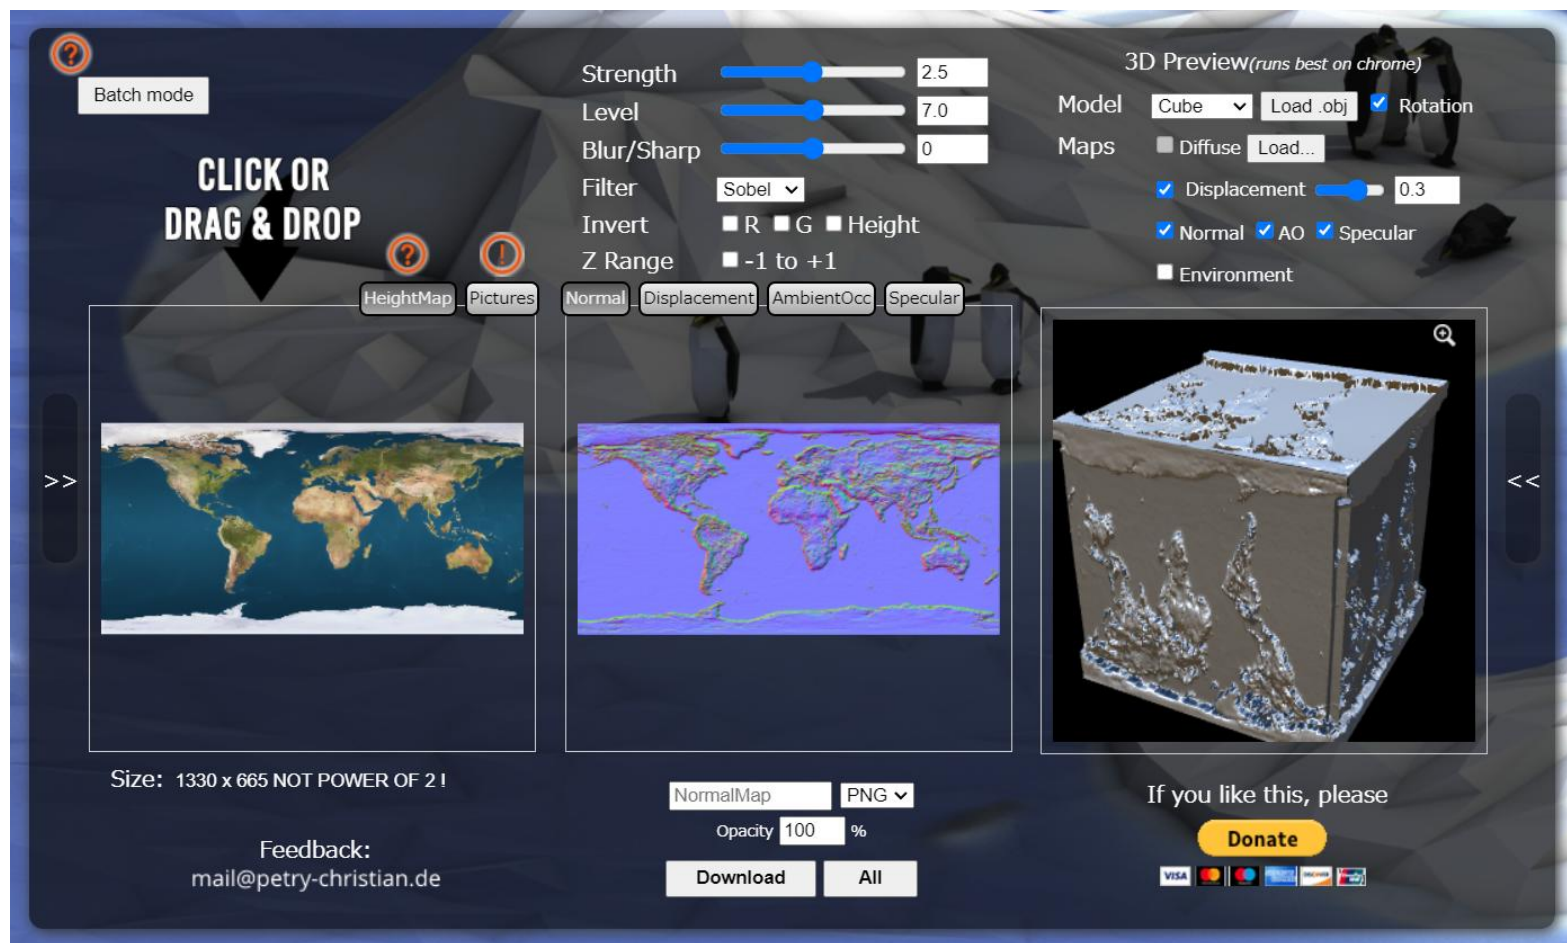 ?
Batch mode
CLICK OR
DRAG & DROP
? !
HeightMap Pictures
>>
Size: 1330 x 665 NOT POWER OF 2 !
Feedback:
mail@petry-christian.de
Strength 2.5
Level 7.0
Blur/Sharp 0
Filter Sobel
Invert R G Height
Z Range -1 to +1
Normal Displacement AmbientOcc Specular
NormalMap PNG
Opacity 100 %
Download All
3D Preview(runs best on chrome)
Model Cube Load .obj Rotation
Maps Diffuse Load...
Displacement 0.3
Normal AO Specular
Environment
<<
If you like this, please
Donate
VISA